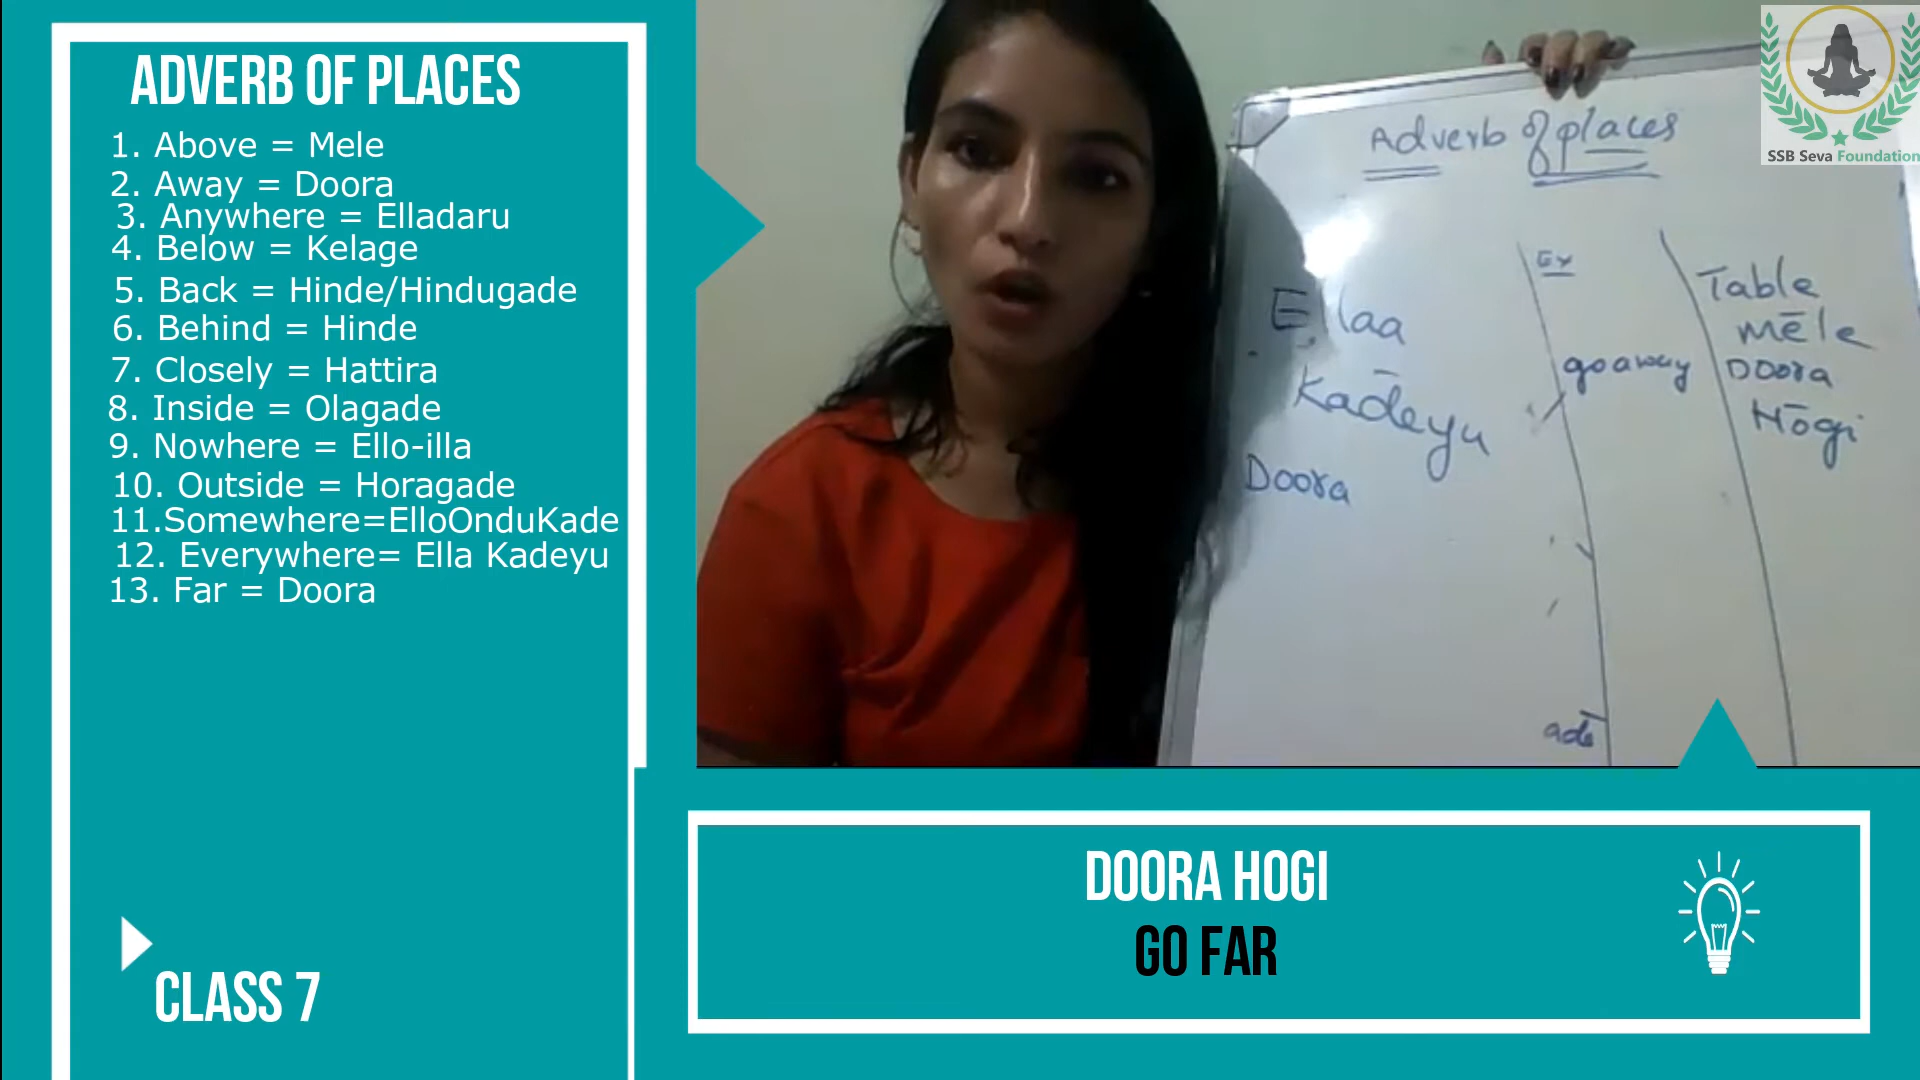 ADVERB OF PLACES
1. Above = Mele
2. Away = Doora
3. Anywhere = Elladaru
4. Below = Kelage
5. Back = Hinde/Hindugade
6. Behind = Hinde
7. Closely = Hattira
8. Inside = Olagade
9. Nowhere = Ello-illa
10. Outside = Horagade
11.Somewhere=ElloOnduKade
12. Everywhere= Ella Kadeyu
13. Far = Doora
CLASS 7
Adverb of places
Ellaa
Kadeyu
Doora
Ex
go away
ade
Table
mēle
Doora
Hōgi
SSB Seva Foundation
DOORA HOGI
GO FAR